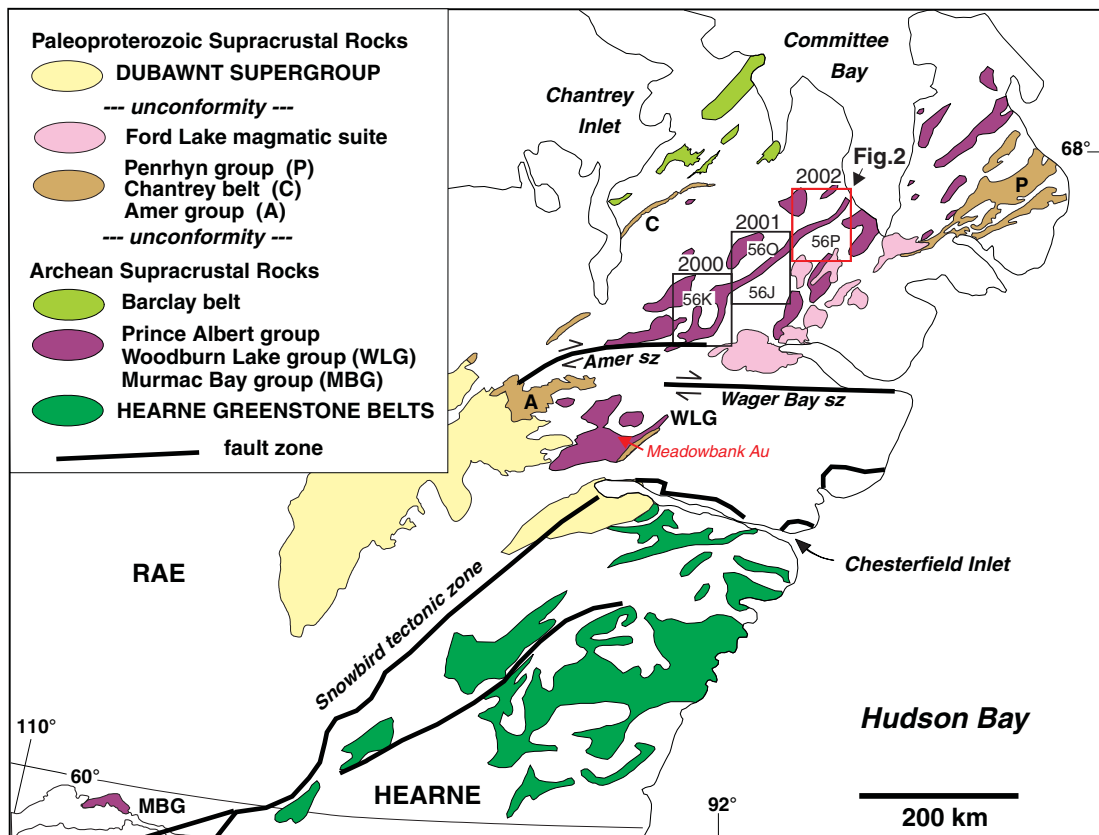 Paleoproterozoic Supracrustal Rocks
DUBAWNT SUPERGROUP
--- unconformity ---
Ford Lake magmatic suite
Penrhyn group (P)
Chantrey belt (C)
Amer group (A)
--- unconformity ---
Archean Supracrustal Rocks
Barclay belt
Prince Albert group
Woodburn Lake group (WLG)
Murmac Bay group (MBG)
HEARNE GREENSTONE BELTS
fault zone
Committee
Bay
Chantrey
Inlet
68°
Fig.2
P
2002
C
2001
56O
56P
2000
56K
56J
Amer sz
Wager Bay sz
A
WLG
Meadowbank Au
Chesterfield Inlet
RAE
Snowbird tectonic zone
Hudson Bay
110°
60°
MBG
HEARNE
92°
200 km